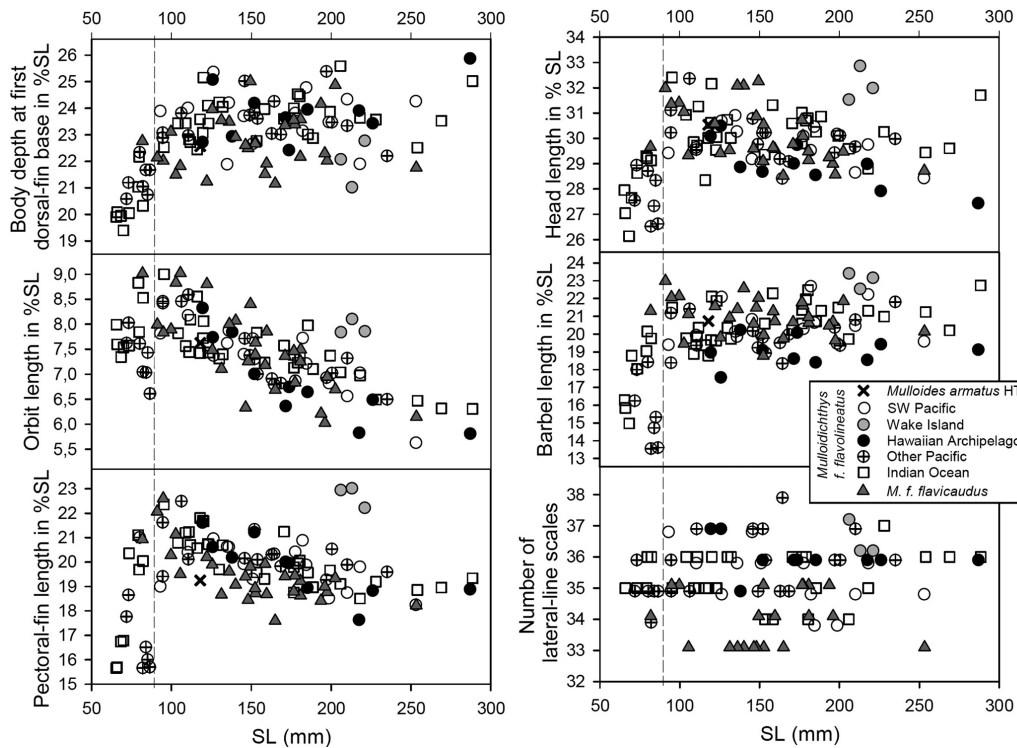 50 100 150 200 250 300
50 100 150 200 250 300
Body depth at first
dorsal-fin base in %SL
26
25
24
23
22
21
20
19
Orbit length in %SL
9,0
8,5
8,0
7,5
7,0
6,5
6,0
5,5
Pectoral-fin length in %SL
23
22
21
20
19
18
17
16
15
50 100 150 200 250 300
SL (mm)
Head length in % SL
34
33
32
31
30
29
28
27
26
Barbel length in %SL
23
22
21
20
19
18
17
16
15
14
13
Mulloidichthys
f. flavolineatus
Mulloides armatus HT
SW Pacific
Wake Island
Hawaiian Archipelago
Other Pacific
Indian Ocean
M. f. flavicaudus
Number of
lateral-line scales
38
37
36
35
34
33
32
50 100 150 200 250 300
SL (mm)